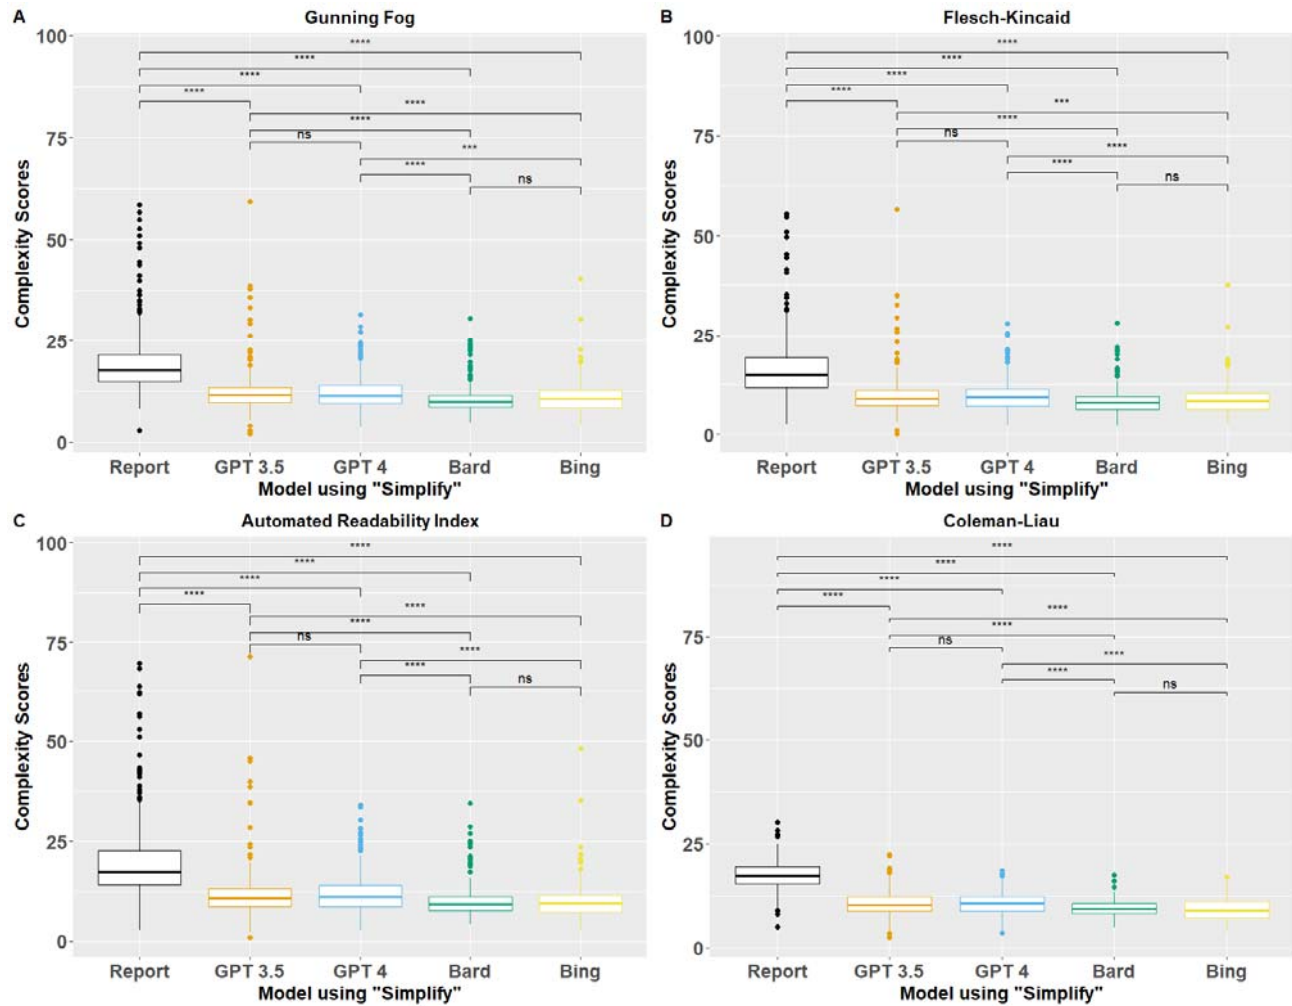 A
Gunning Fog
100
75
50
25
0
Complexity Scores
****
****
****
****
****
****
ns
***
****
ns
Report GPT 3.5 GPT 4 Bard Bing
Model using "Simplify"
B
Flesch-Kincaid
100
75
50
25
0
Complexity Scores
****
****
****
****
***
****
ns
****
****
ns
Report GPT 3.5 GPT 4 Bard Bing
Model using "Simplify"
C
Automated Readability Index
100
75
50
25
0
Complexity Scores
****
****
****
****
****
****
ns
****
****
ns
Report GPT 3.5 GPT 4 Bard Bing
Model using "Simplify"
D
Coleman-Liau
75
50
25
0
Complexity Scores
****
****
****
****
****
****
ns
****
****
ns
Report GPT 3.5 GPT 4 Bard Bing
Model using "Simplify"